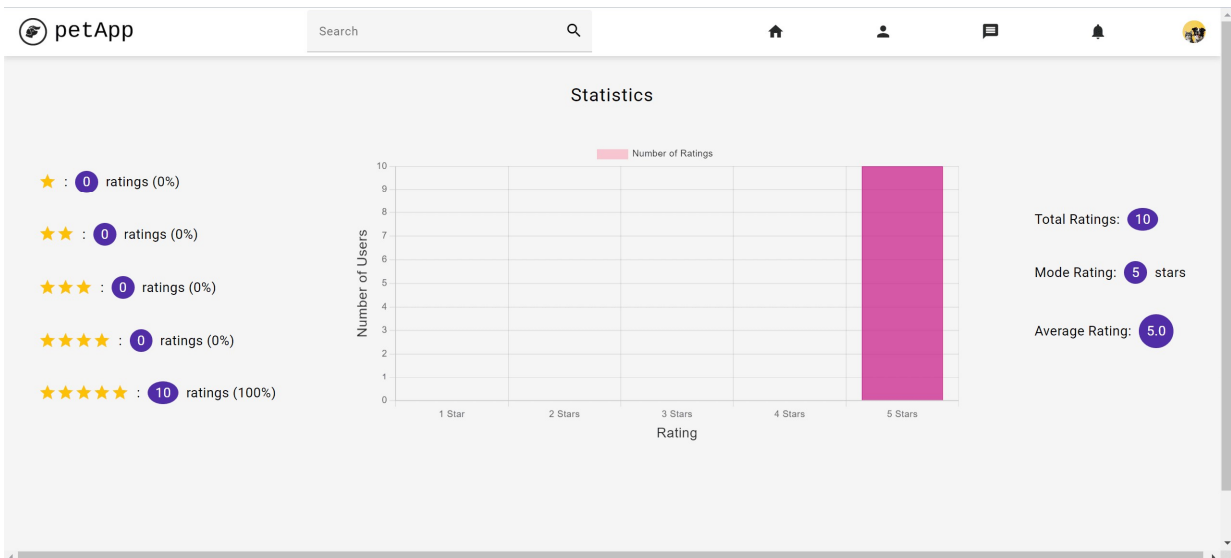 petApp
Search
Statistics
★ : 0 ratings (0%)
★★ : 0 ratings (0%)
★★★ : 0 ratings (0%)
★★★★ : 0 ratings (0%)
★★★★★ : 10 ratings (100%)
Number of Ratings
Number of Users
10
9
8
7
6
5
4
3
2
1
0
1 Star 2 Stars 3 Stars 4 Stars 5 Stars
Rating
Total Ratings: 10
Mode Rating: 5 stars
Average Rating: 5.0